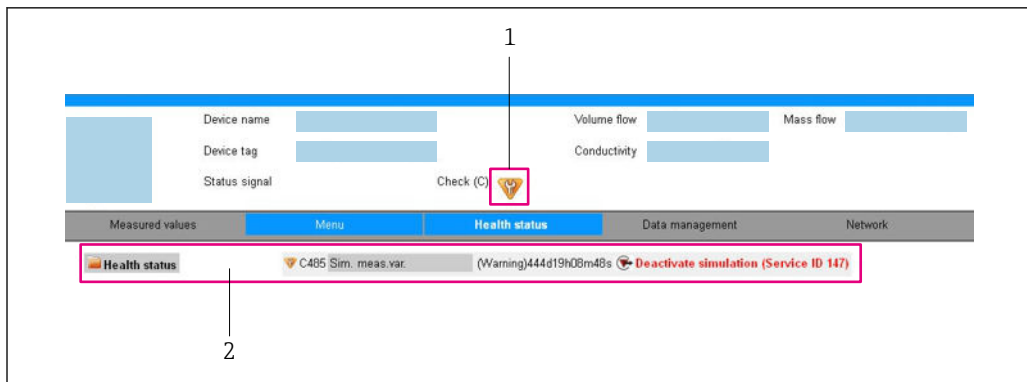 1
Device name Volume flow Mass flow
Device tag Conductivity
Status signal Check (C)
Measured values Menu Health status Data management Network
Health status C485 Sim. meas.var. (Warning)444d19h08m48s Deactivate simulation (Service ID 147)
2